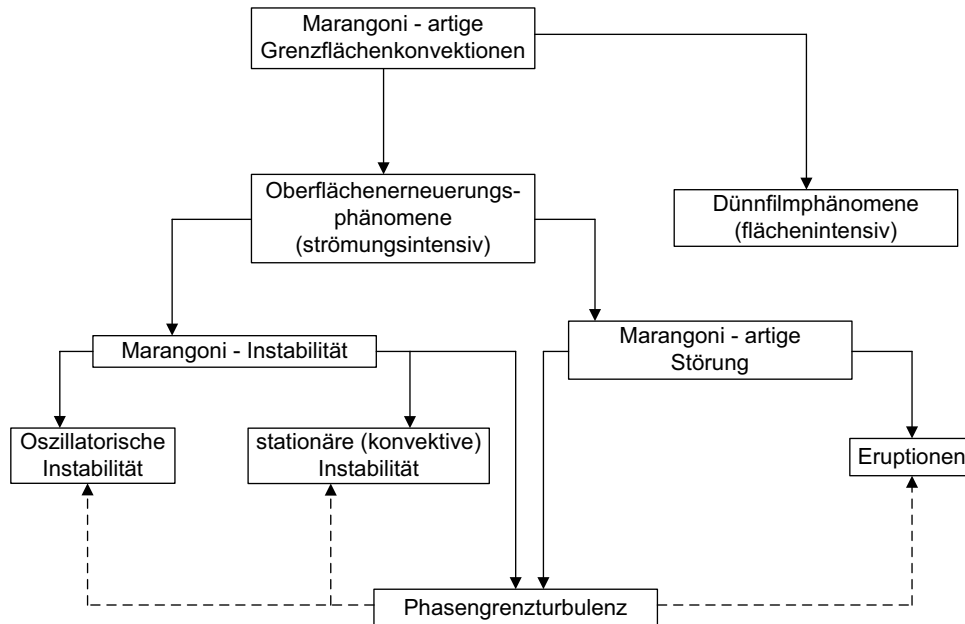 Marangoni - artige
Grenzflächenkonvektionen
Oberflächenerneuerungs-
phänomene
(strömungsintensiv)
Dünnfilmphänomene
(flächenintensiv)
Marangoni - Instabilität
Marangoni - artige
Störung
Oszillatorische
Instabilität
stationäre (konvektive)
Instabilität
Eruptionen
Phasengrenzturbulenz